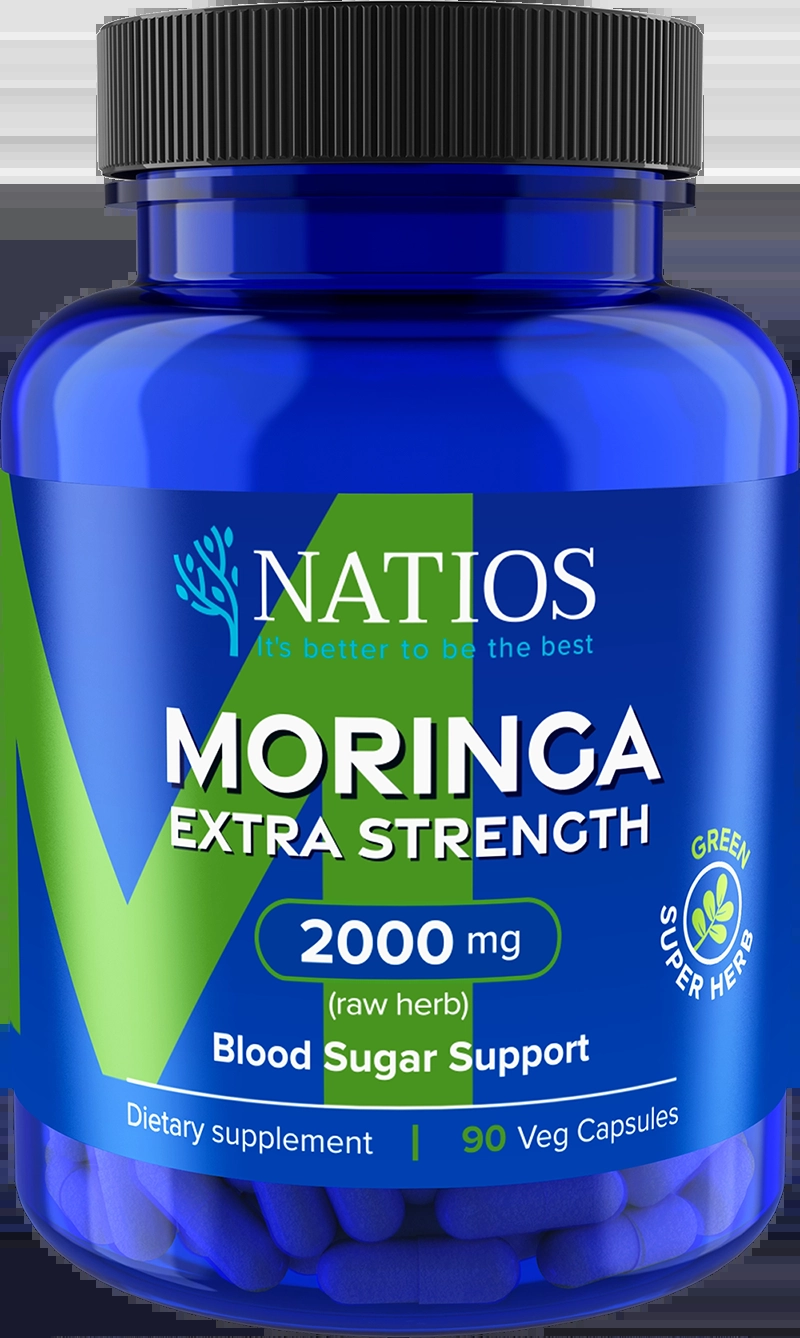 NATIOS
It's better to be the best
MORINGA
EXTRA STRENGTH
2000 mg
(raw herb)
Blood Sugar Support
GREEN
SUPER HERB
Dietary supplement | 90 Veg Capsules